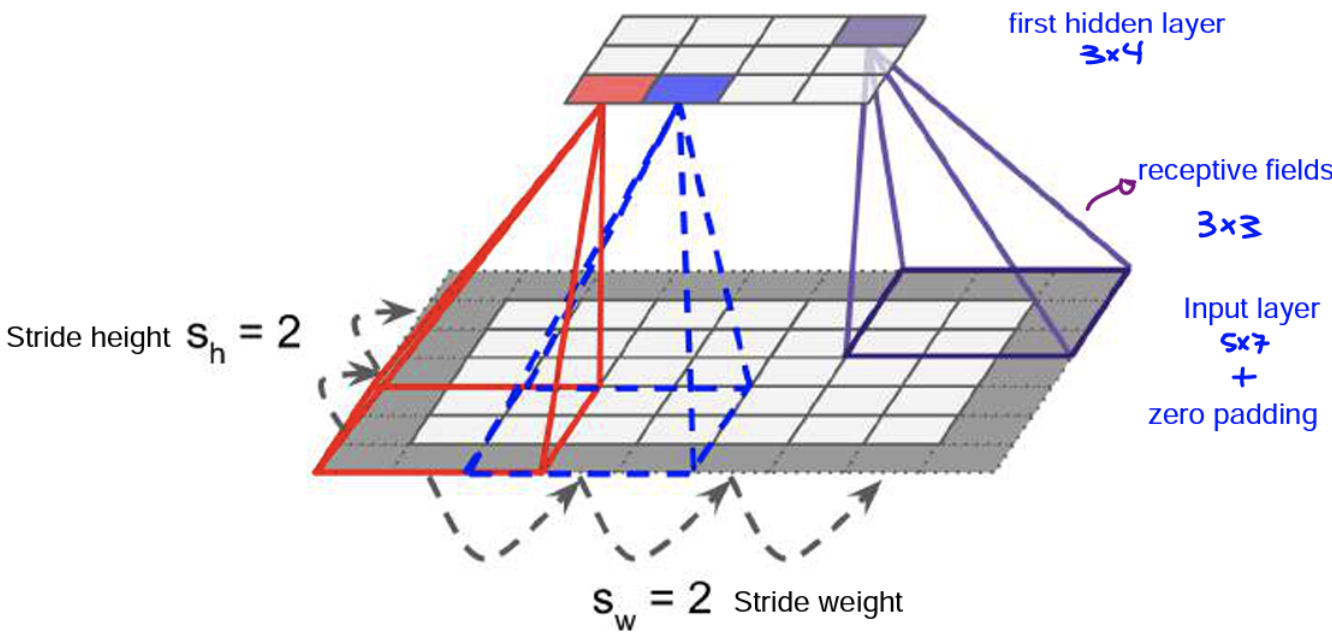 first hidden layer
3×4
receptive fields
3×3
Stride height s_h = 2
Input layer
5×7
+
zero padding
s_w = 2 Stride weight